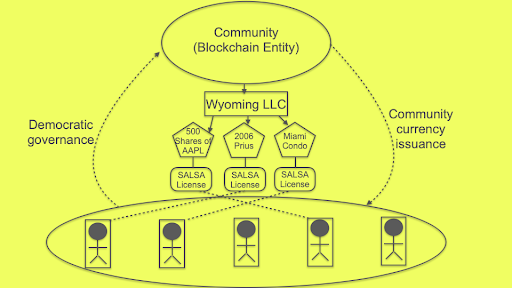 Community
(Blockchain Entity)
Wyoming LLC
Democratic
governance
Community
currency
issuance
500
Shares of
AAPL
2006
Prius
Miami
Condo
SALSA
License
SALSA
License
SALSA
License